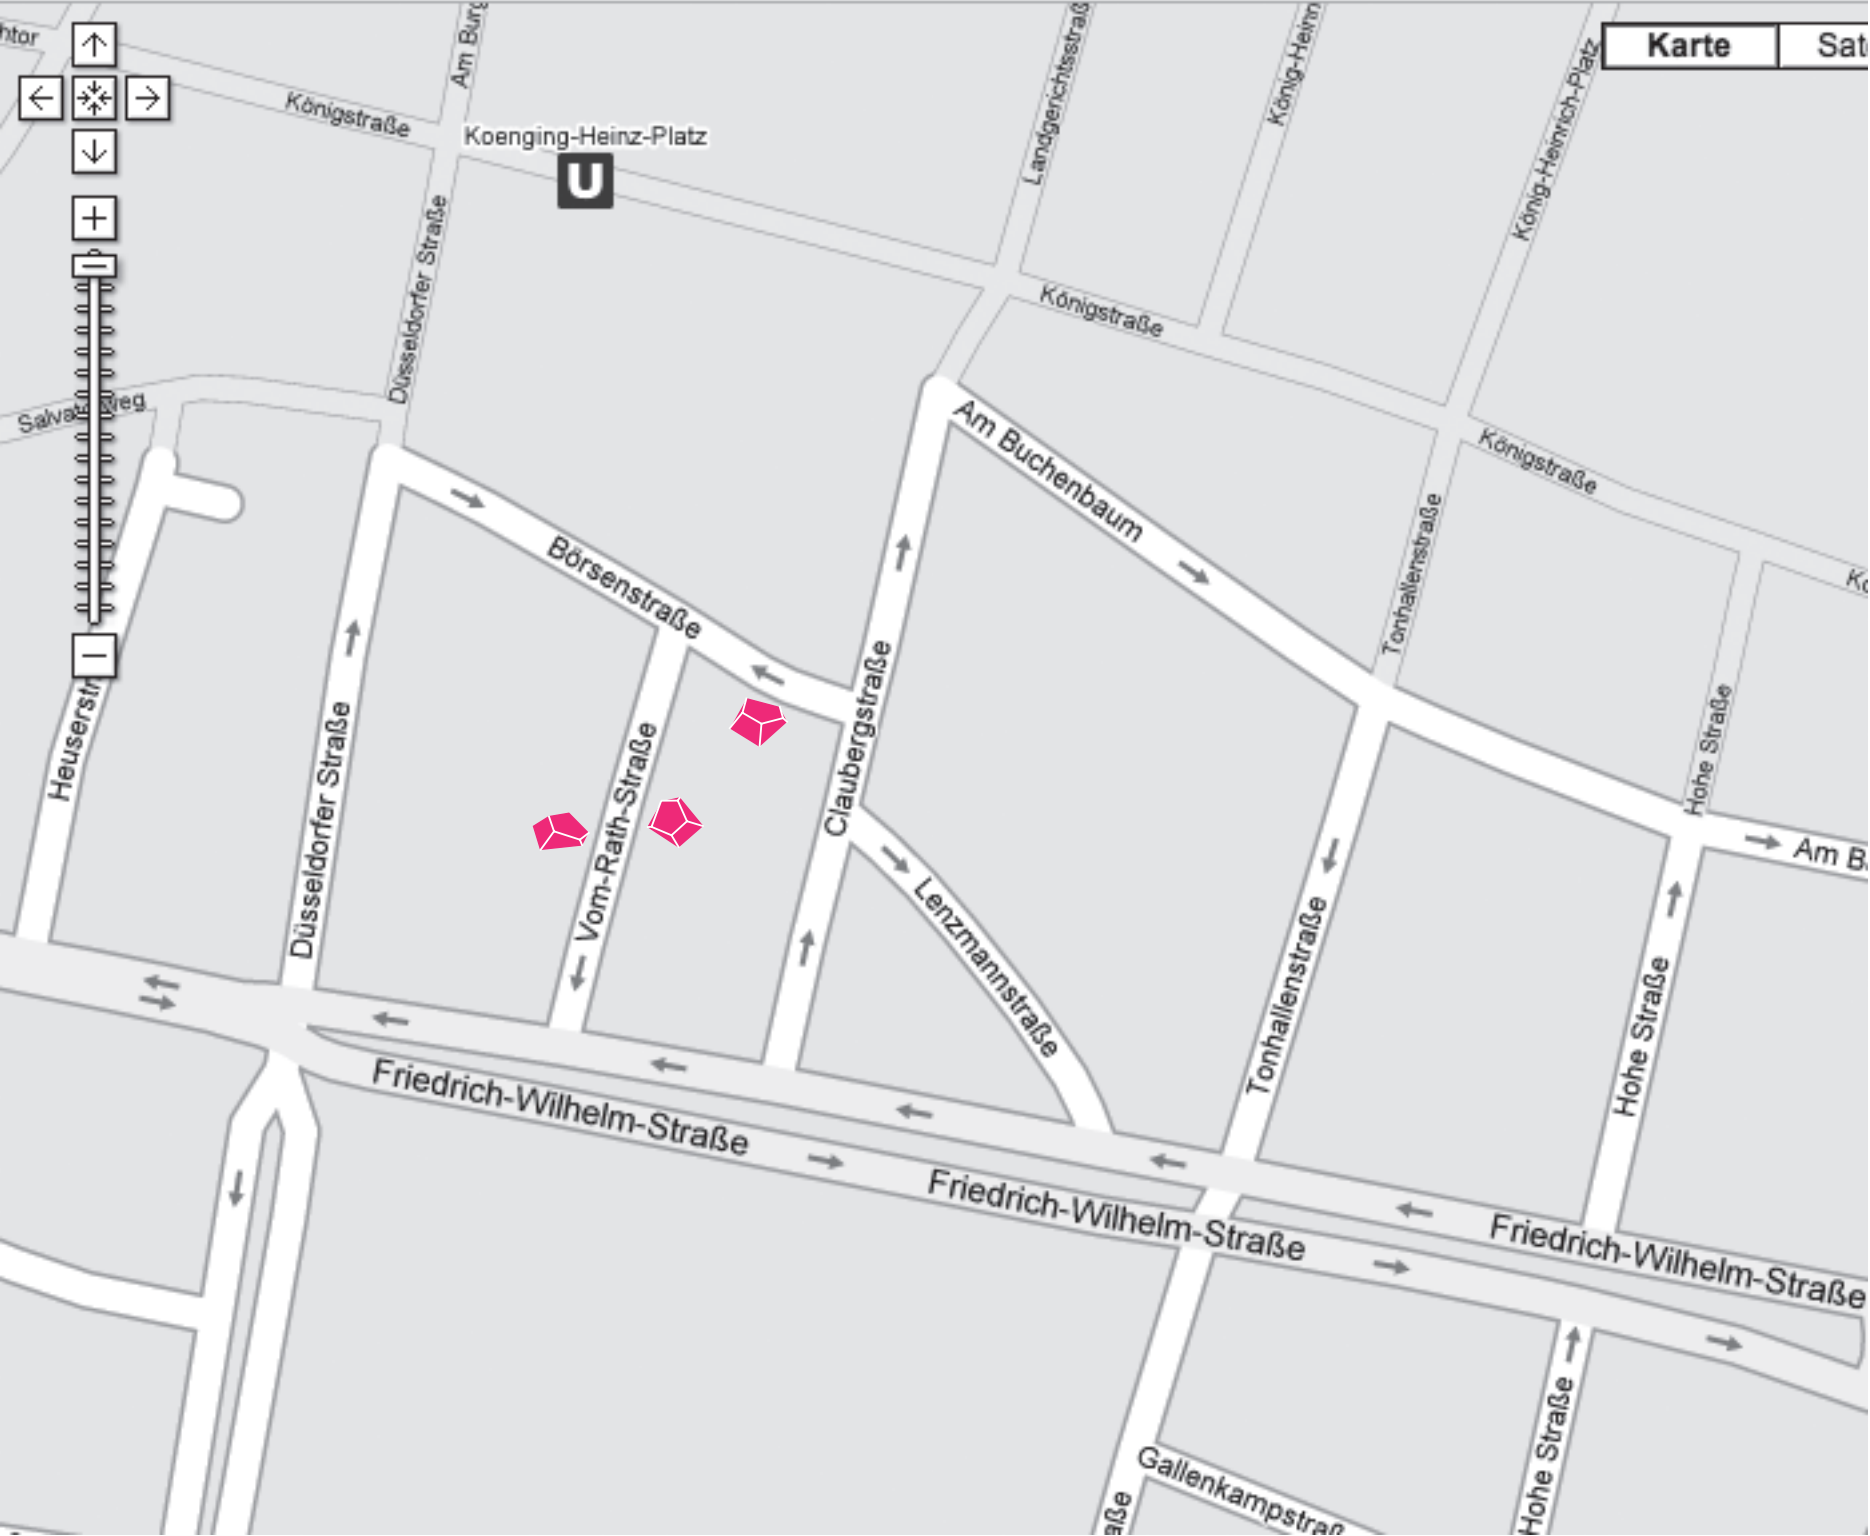 Am Burg
Landgerichtsstraß
König-Heinr
König-Heinrich-Platz
Karte
Königstraße
Koenging-Heinz-Platz
U
Düsseldorfer Straße
Königstraße
Am Buchenbaum
Königstraße
Tonhallenstraße
Börsenstraße
Heuserstr
Düsseldorfer Straße
Vom-Rath-Straße
Claubergstraße
Hohe Straße
Am B
Lenzmannstraße
Tonhallenstraße
Hohe Straße
Friedrich-Wilhelm-Straße
Friedrich-Wilhelm-Straße
Friedrich-Wilhelm-Straße
Hohe Straße
Gallenkampstraß
aße